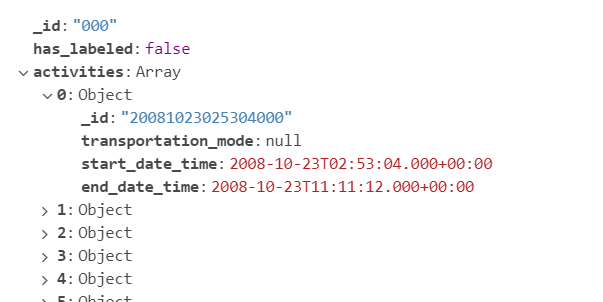 _id: "000"
has_labeled: false
activities: Array
0: Object
_id: "20081023025304000"
transportation_mode: null
start_date_time: 2008-10-23T02:53:04.000+00:00
end_date_time: 2008-10-23T11:11:12.000+00:00
1: Object
2: Object
3: Object
4: Object
5: Object